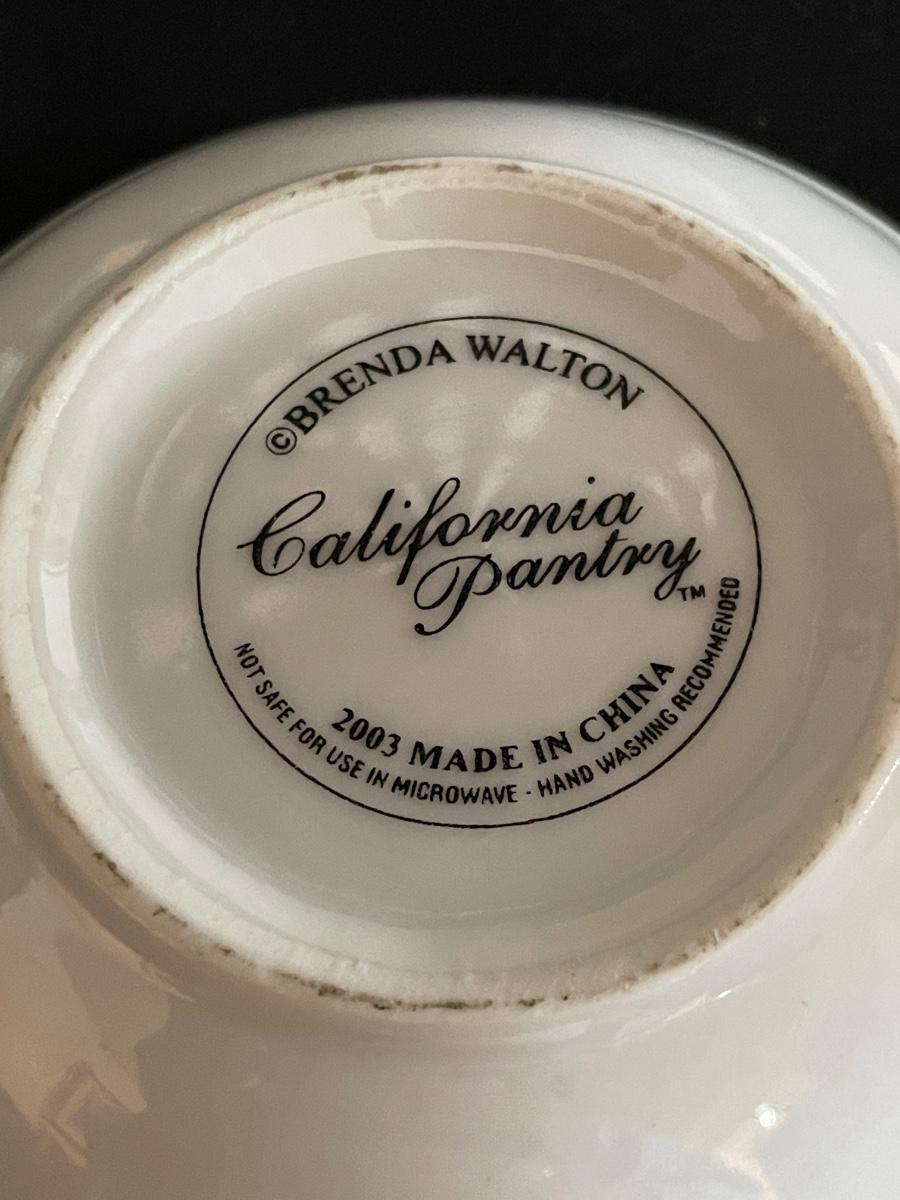 ©BRENDA WALTON
California
Pantry™
2003 MADE IN CHINA
NOT SAFE FOR USE IN MICROWAVE - HAND WASHING RECOMMENDED